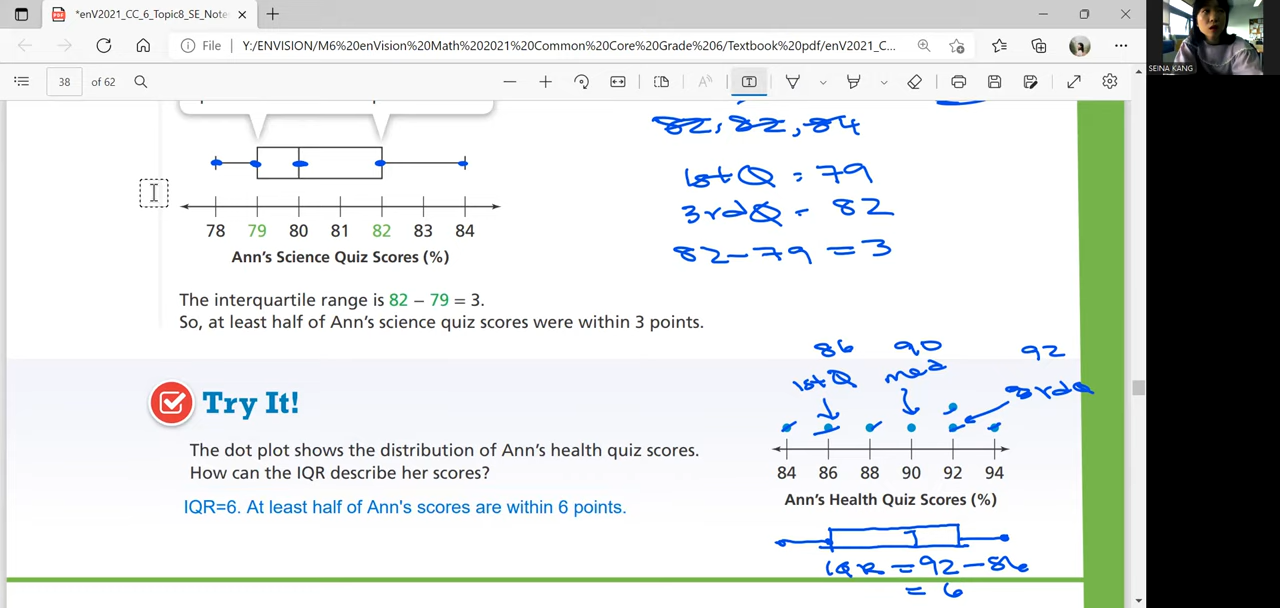 *enV2021_CC_6_Topic8_SE_Note
File Y:/ENVISION/M6%20enVision%20Math%202021%20Common%20Core%20Grade%206/Textbook%20pdf/enV2021_C...
38 of 62
SEINA KANG
82, 82, 84
1st Q = 79
3rd Q = 82
82 - 79 = 3
78 79 80 81 82 83 84
Ann's Science Quiz Scores (%)
The interquartile range is 82 − 79 = 3.
So, at least half of Ann's science quiz scores were within 3 points.
86 90 92
1st Q med 3rd Q
Try It!
The dot plot shows the distribution of Ann's health quiz scores.
How can the IQR describe her scores?
IQR=6. At least half of Ann's scores are within 6 points.
84 86 88 90 92 94
Ann's Health Quiz Scores (%)
IQR = 92 - 86
= 6